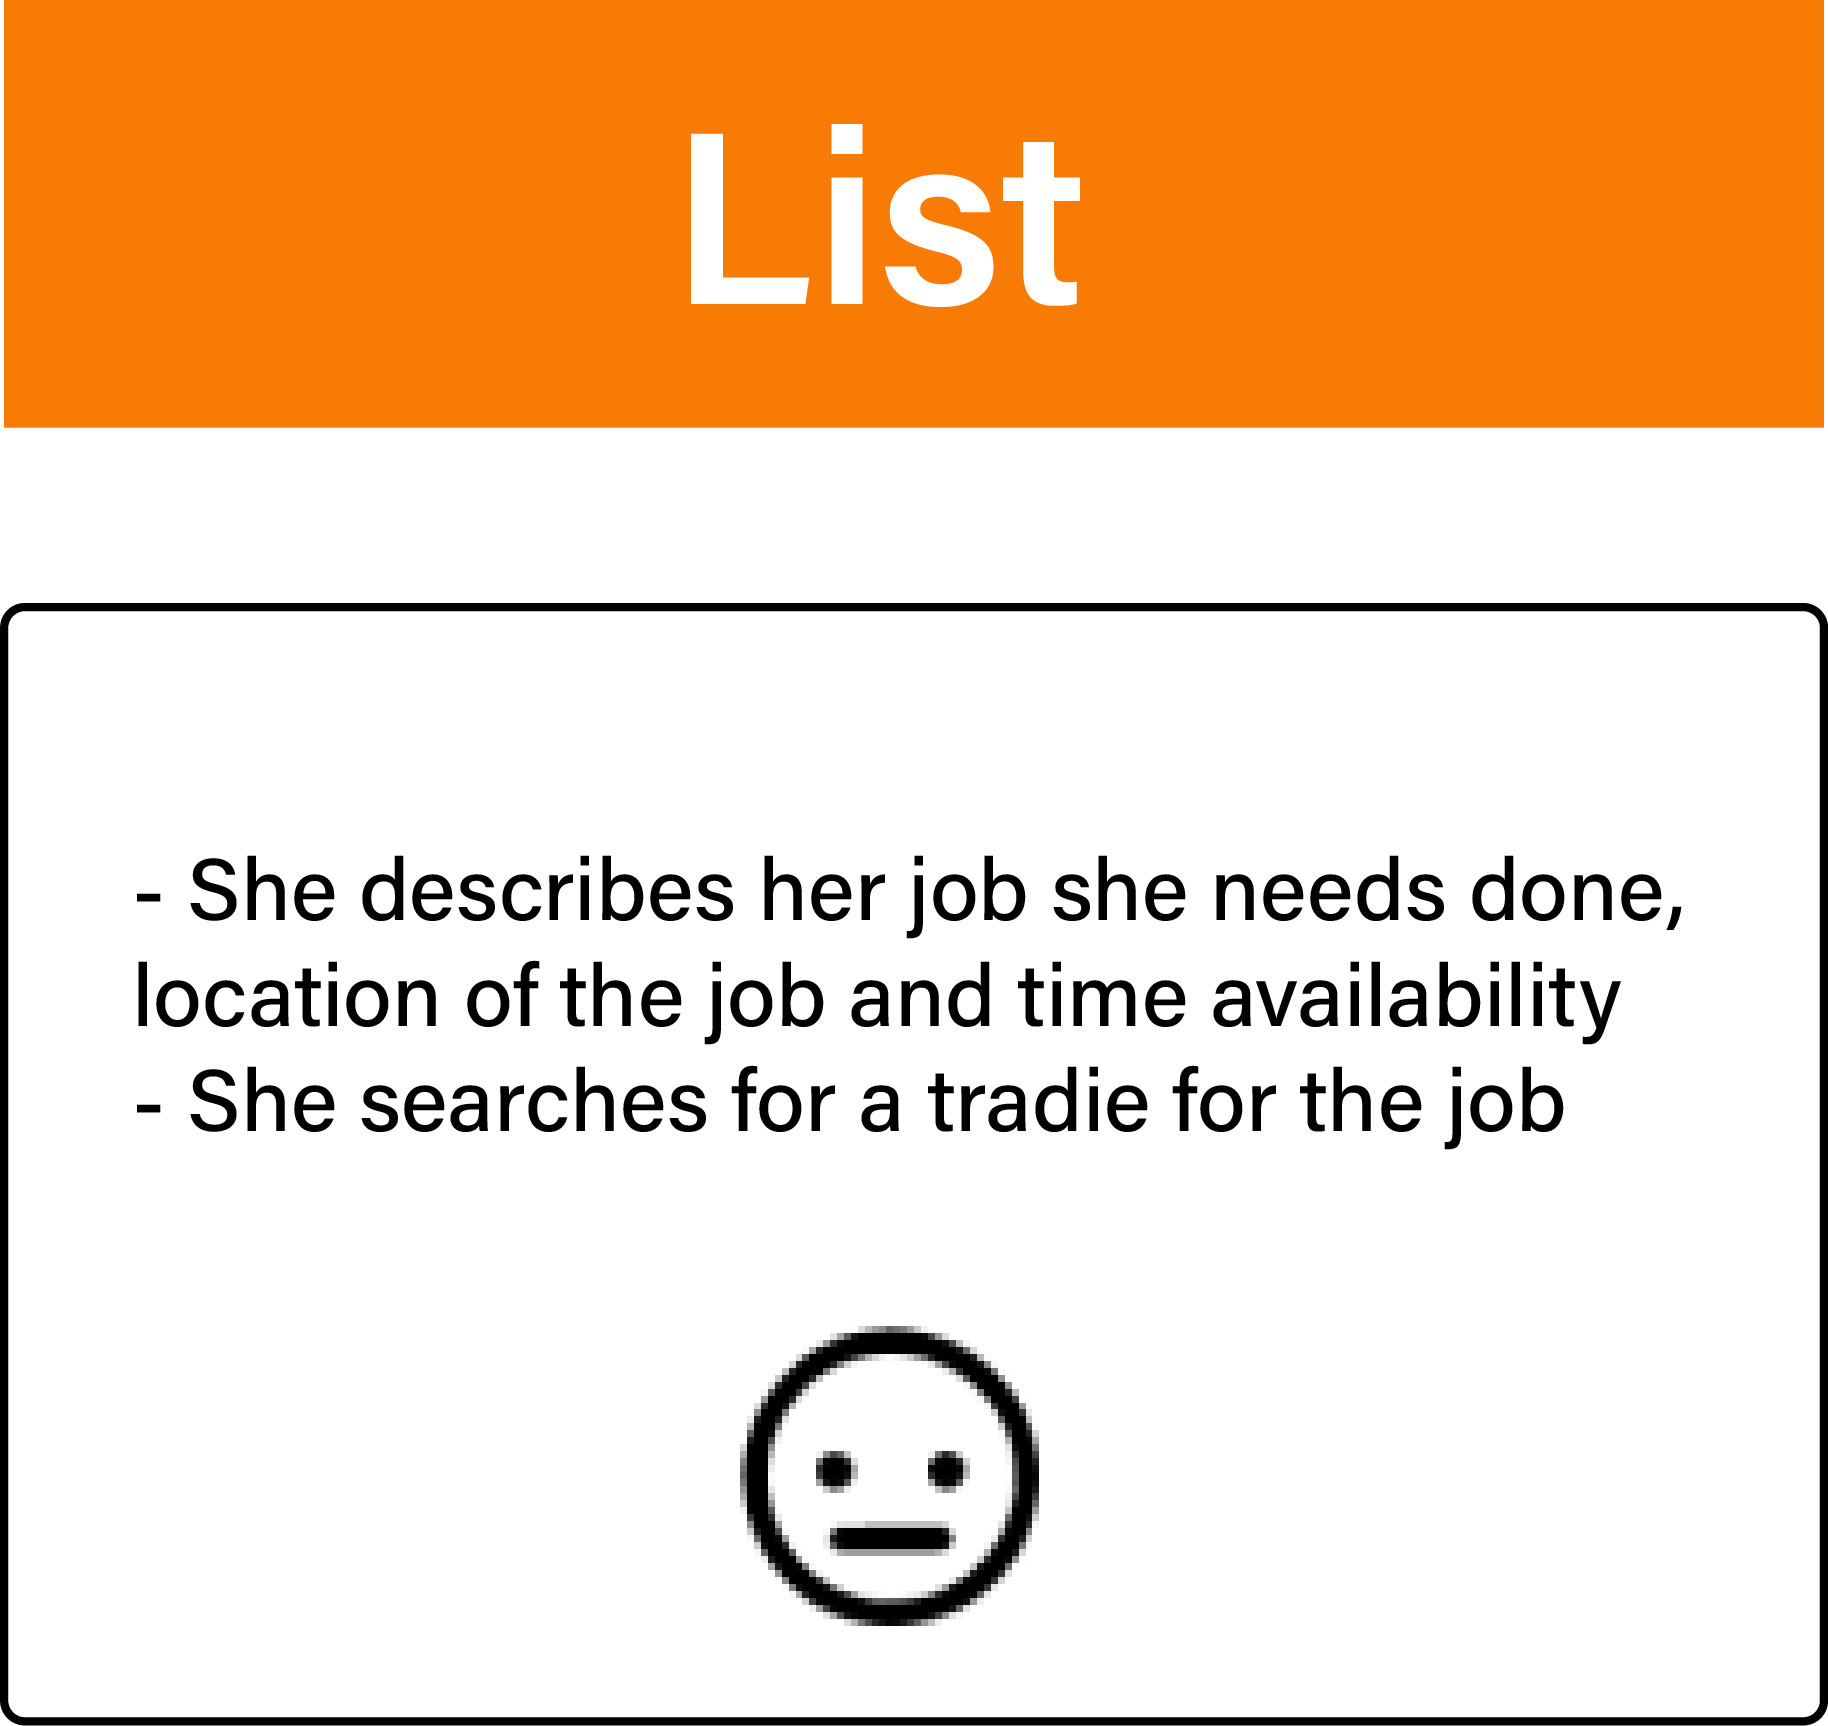 List
- She describes her job she needs done,
location of the job and time availability
- She searches for a tradie for the job